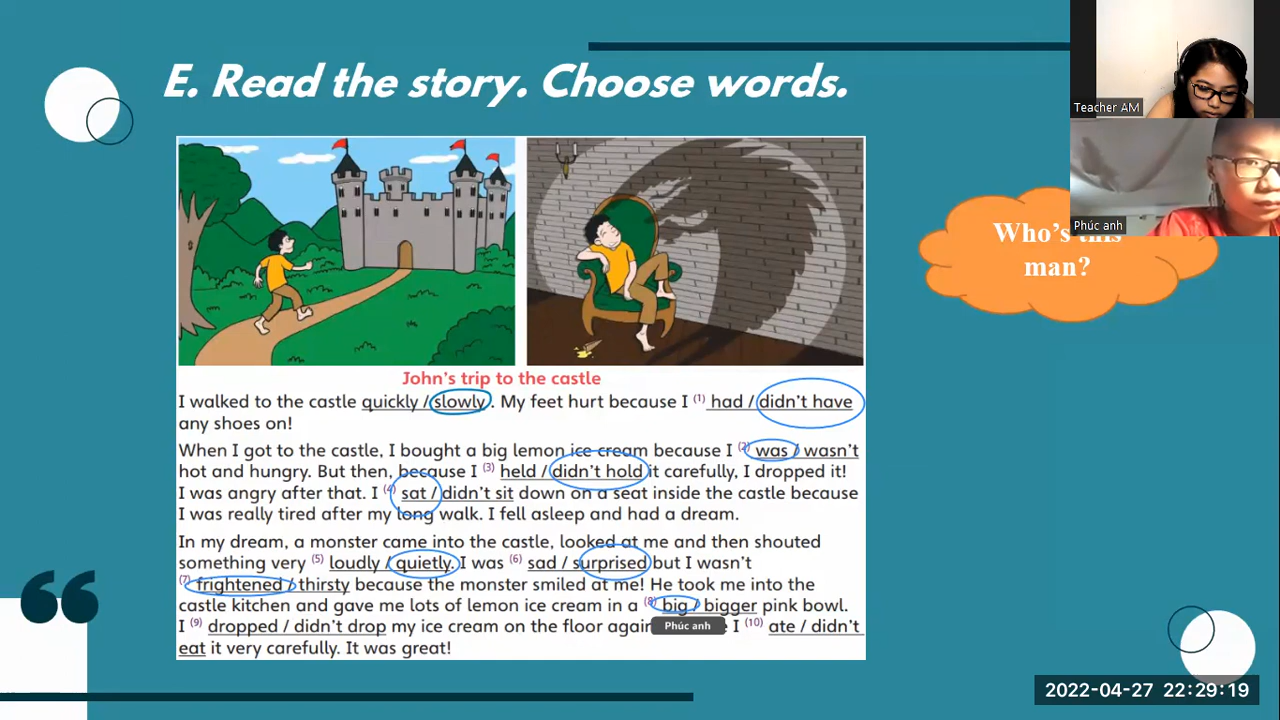 E. Read the story. Choose words.
Teacher AM
Phúc anh
Who's this
man?
John's trip to the castle
I walked to the castle quickly / slowly. My feet hurt because I (1) had / didn't have
any shoes on!
When I got to the castle, I bought a big lemon ice cream because I (2) was / wasn't
hot and hungry. But then, because I (3) held / didn't hold it carefully, I dropped it!
I was angry after that. I (4) sat / didn't sit down on a seat inside the castle because
I was really tired after my long walk. I fell asleep and had a dream.
In my dream, a monster came into the castle, looked at me and then shouted
something very (5) loudly / quietly. I was (6) sad / surprised but I wasn't
(7) frightened / thirsty because the monster smiled at me! He took me into the
castle kitchen and gave me lots of lemon ice cream in a (8) big / bigger pink bowl.
I (9) dropped / didn't drop my ice cream on the floor again Phúc anh I (10) ate / didn't
eat it very carefully. It was great!
2022-04-27 22:29:19